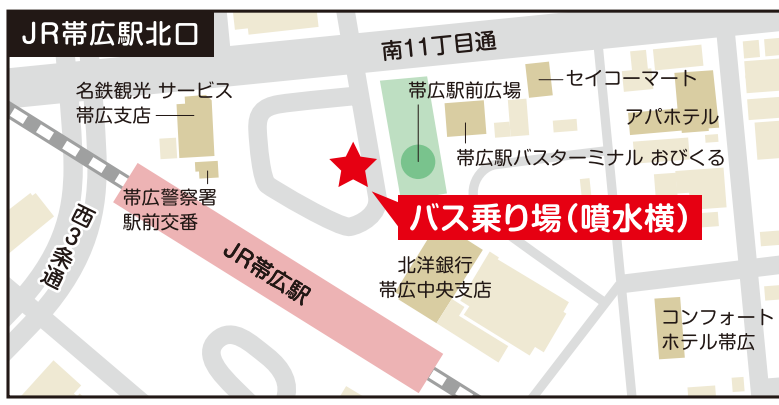 JR帯広駅北口
南11丁目通
名鉄観光 サービス
帯広支店
帯広駅前広場
セイコーマート
アパホテル
帯広駅バスターミナル おびくる
帯広警察署
駅前交番
西3条通
バス乗り場(噴水横)
JR帯広駅
北洋銀行
帯広中央支店
コンフォート
ホテル帯広